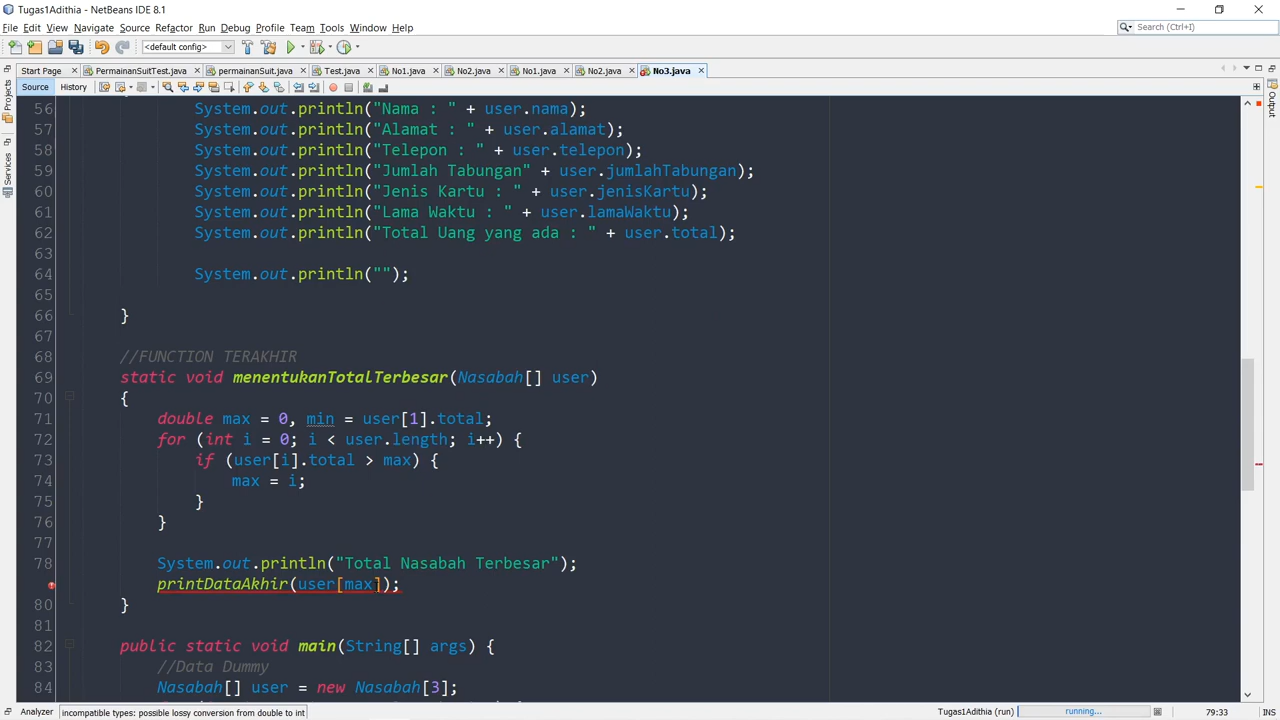 Tugas1Adithia - NetBeans IDE 8.1
File Edit View Navigate Source Refactor Run Debug Profile Team Tools Window Help
<default config>
Search (Ctrl+I)
Start Page PermainanSuitTest.java permainanSuit.java Test.java No1.java No2.java No1.java No2.java No3.java
Source History
Projects
Services
Output
56 System.out.println("Nama : " + user.nama);
57 System.out.println("Alamat : " + user.alamat);
58 System.out.println("Telepon : " + user.telepon);
59 System.out.println("Jumlah Tabungan" + user.jumlahTabungan);
60 System.out.println("Jenis Kartu : " + user.jenisKartu);
61 System.out.println("Lama Waktu : " + user.lamaWaktu);
62 System.out.println("Total Uang yang ada : " + user.total);
63
64 System.out.println("");
65
66 }
67
68 //FUNCTION TERAKHIR
69 static void menentukanTotalTerbesar(Nasabah[] user)
70 {
71 double max = 0, min = user[1].total;
72 for (int i = 0; i < user.length; i++) {
73 if (user[i].total > max) {
74 max = i;
75 }
76 }
77
78 System.out.println("Total Nasabah Terbesar");
printDataAkhir(user[max]);
80 }
81
82 public static void main(String[] args) {
83 //Data Dummy
84 Nasabah[] user = new Nasabah[3];
Analyzer incompatible types: possible lossy conversion from double to int Tugas1Adithia (run) running... 79:33 INS